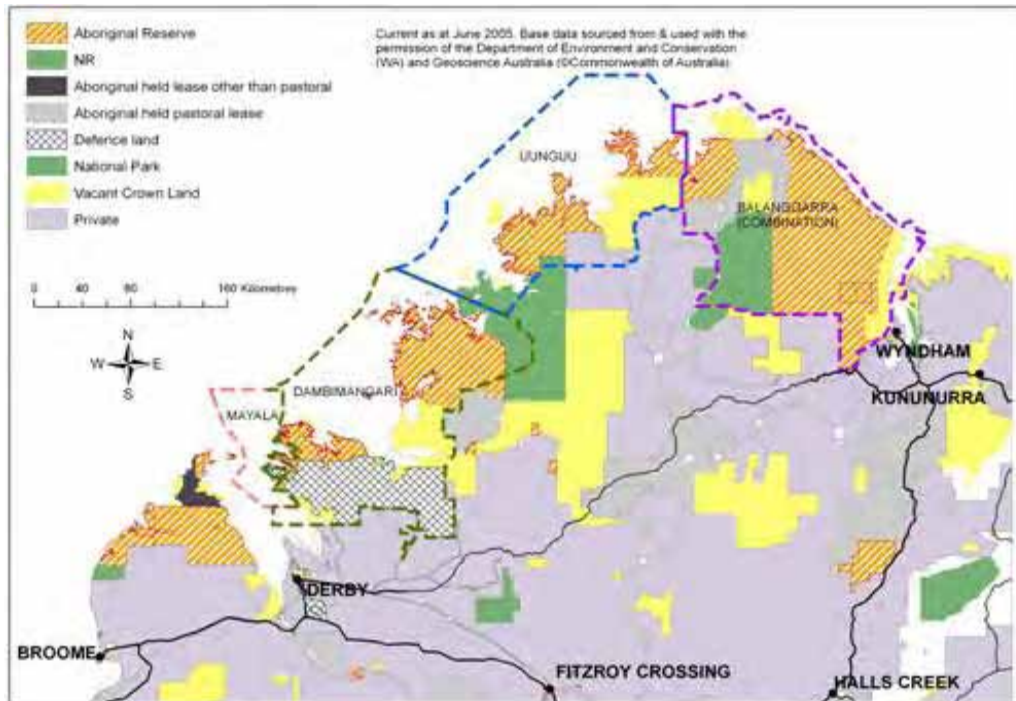 Aboriginal Reserve
NR
Aboriginal held lease other than pastoral
Aboriginal held pastoral lease
Defence land
National Park
Vacant Crown Land
Private
Current as at June 2005. Base data sourced from & used with the
permission of the Department of Environment and Conservation
(WA) and Geoscience Australia (©Commonwealth of Australia)
0 40 80 160 Kilometres
N
W E
S
UUNGUU
BALANGGARRA
(COMBINATION)
DAMBIMANGARI
MAYALA
WYNDHAM
KUNUNURRA
DERBY
BROOME
FITZROY CROSSING
HALLS CREEK